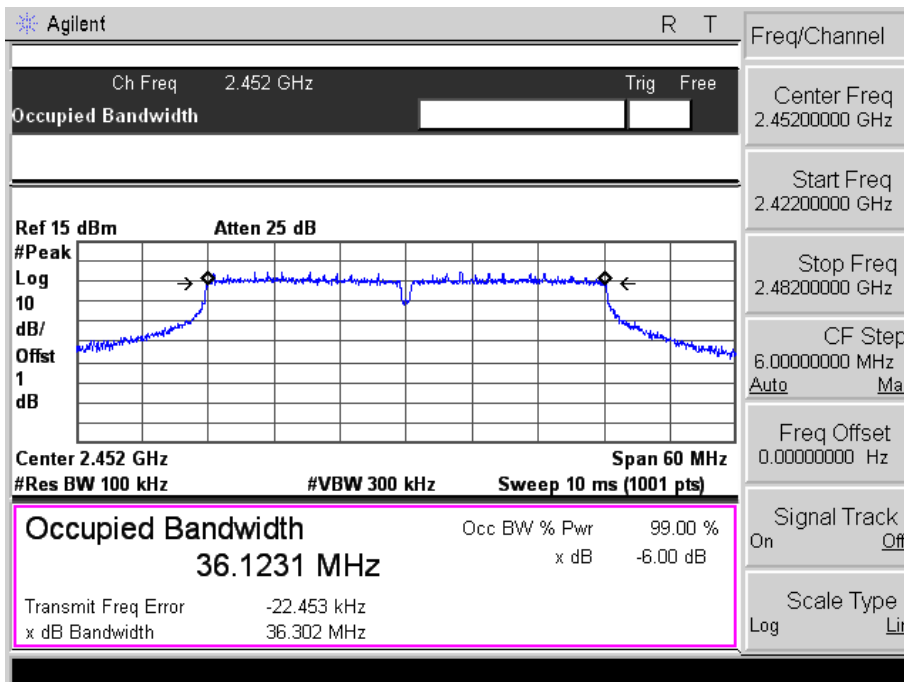 Agilent R T
Ch Freq 2.452 GHz Trig Free
Occupied Bandwidth
Ref 15 dBm Atten 25 dB
#Peak
Log
10
dB/
Offst
1
dB
Center 2.452 GHz Span 60 MHz
#Res BW 100 kHz #VBW 300 kHz Sweep 10 ms (1001 pts)
Occupied Bandwidth
36.1231 MHz
Occ BW % Pwr 99.00 %
x dB -6.00 dB
Transmit Freq Error -22.453 kHz
x dB Bandwidth 36.302 MHz
Freq/Channel
Center Freq
2.45200000 GHz
Start Freq
2.42200000 GHz
Stop Freq
2.48200000 GHz
CF Step
6.00000000 MHz
Auto Ma
Freq Offset
0.00000000 Hz
Signal Track
On Off
Scale Type
Log Lin